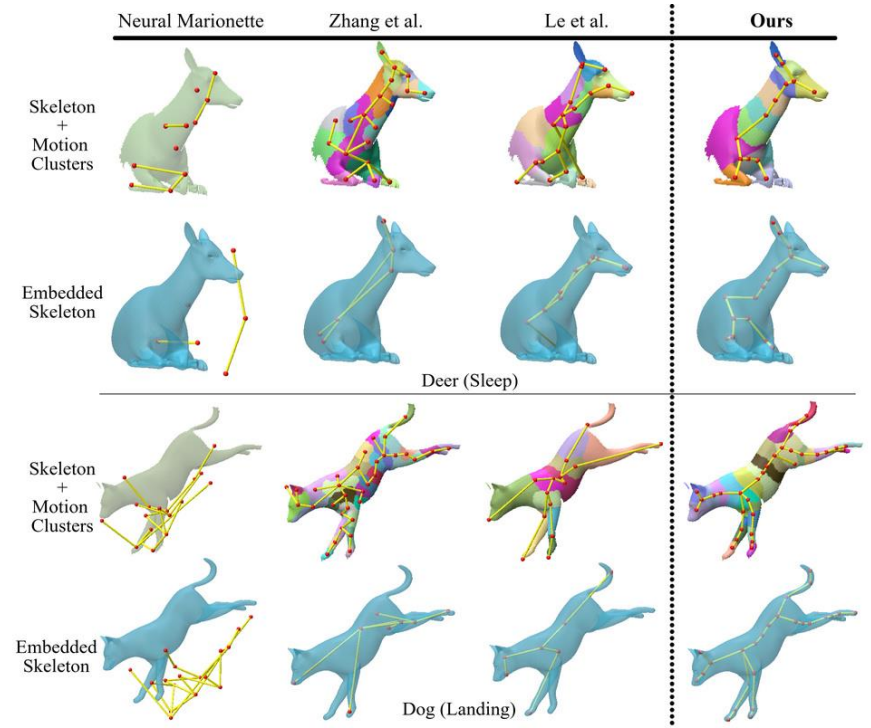 Neural Marionette Zhang et al. Le et al. Ours
Skeleton
+
Motion
Clusters
Embedded
Skeleton
Deer (Sleep)
Skeleton
+
Motion
Clusters
Embedded
Skeleton
Dog (Landing)